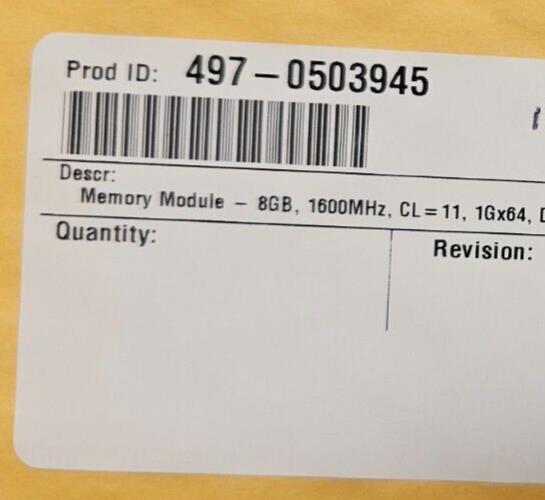 Prod ID: 497-0503945
Descr:
Memory Module - 8GB, 1600MHz, CL=11, 1Gx64, D
Quantity:
Revision: